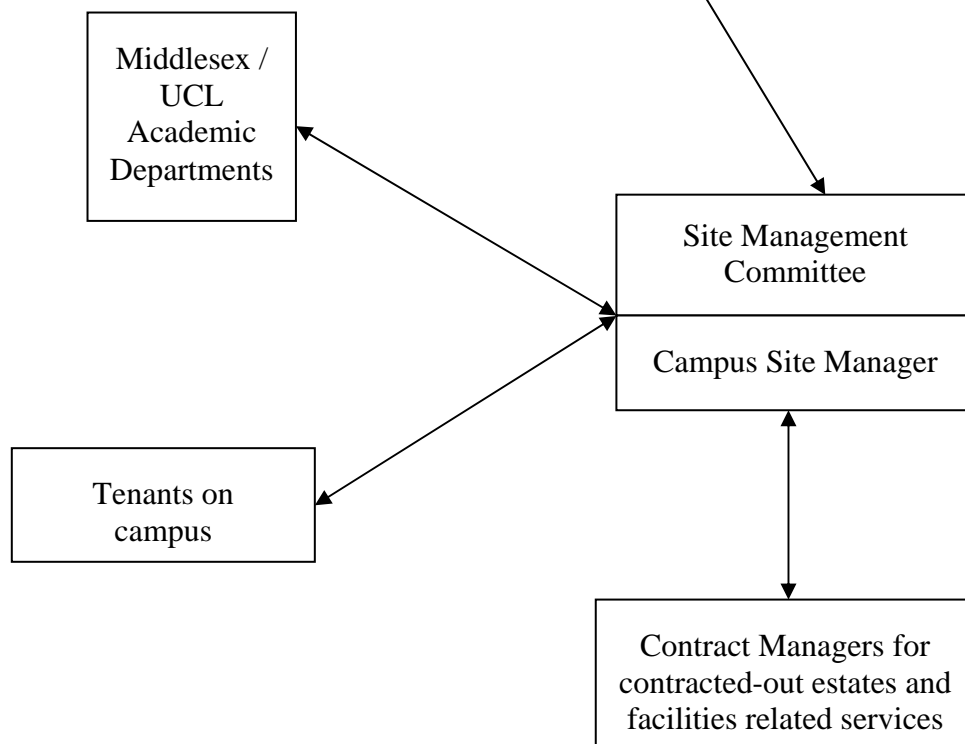 Middlesex /
UCL
Academic
Departments
Site Management
Committee
Campus Site Manager
Tenants on
campus
Contract Managers for
contracted-out estates and
facilities related services